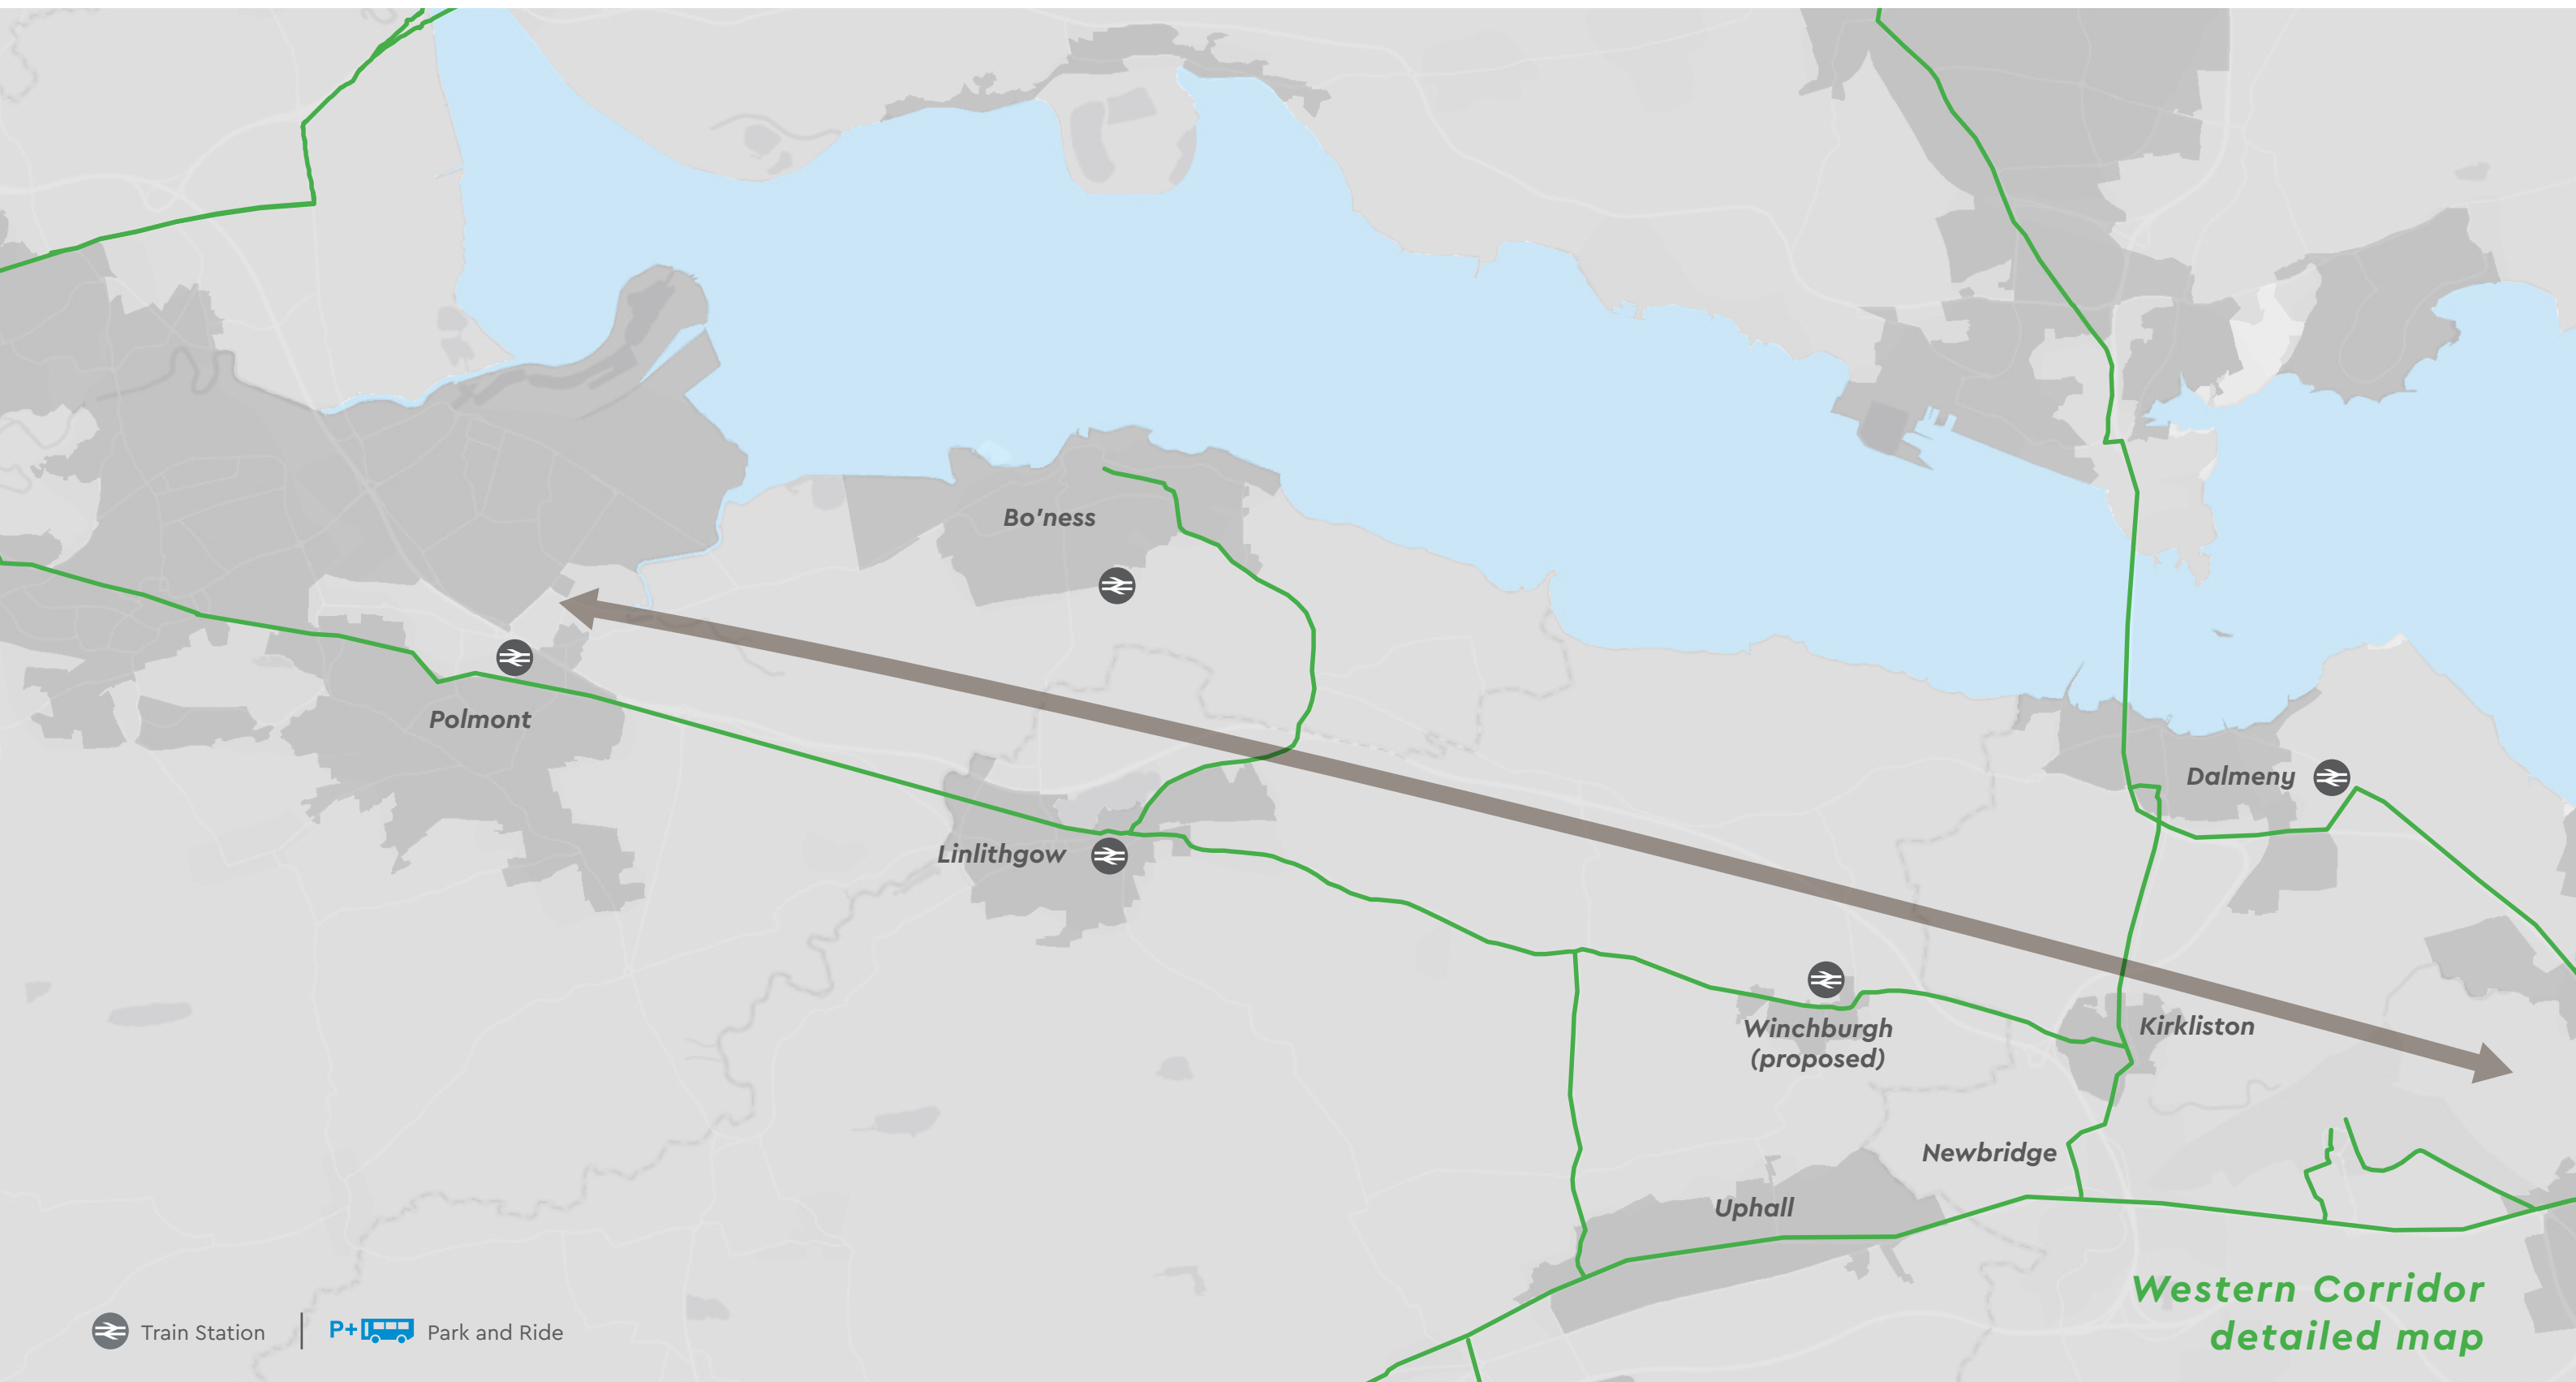 Bo'ness
Polmont
Dalmeny
Linlithgow
Winchburgh
(proposed)
Kirkliston
Newbridge
Uphall
Western Corridor
detailed map
Train Station
P+
Park and Ride